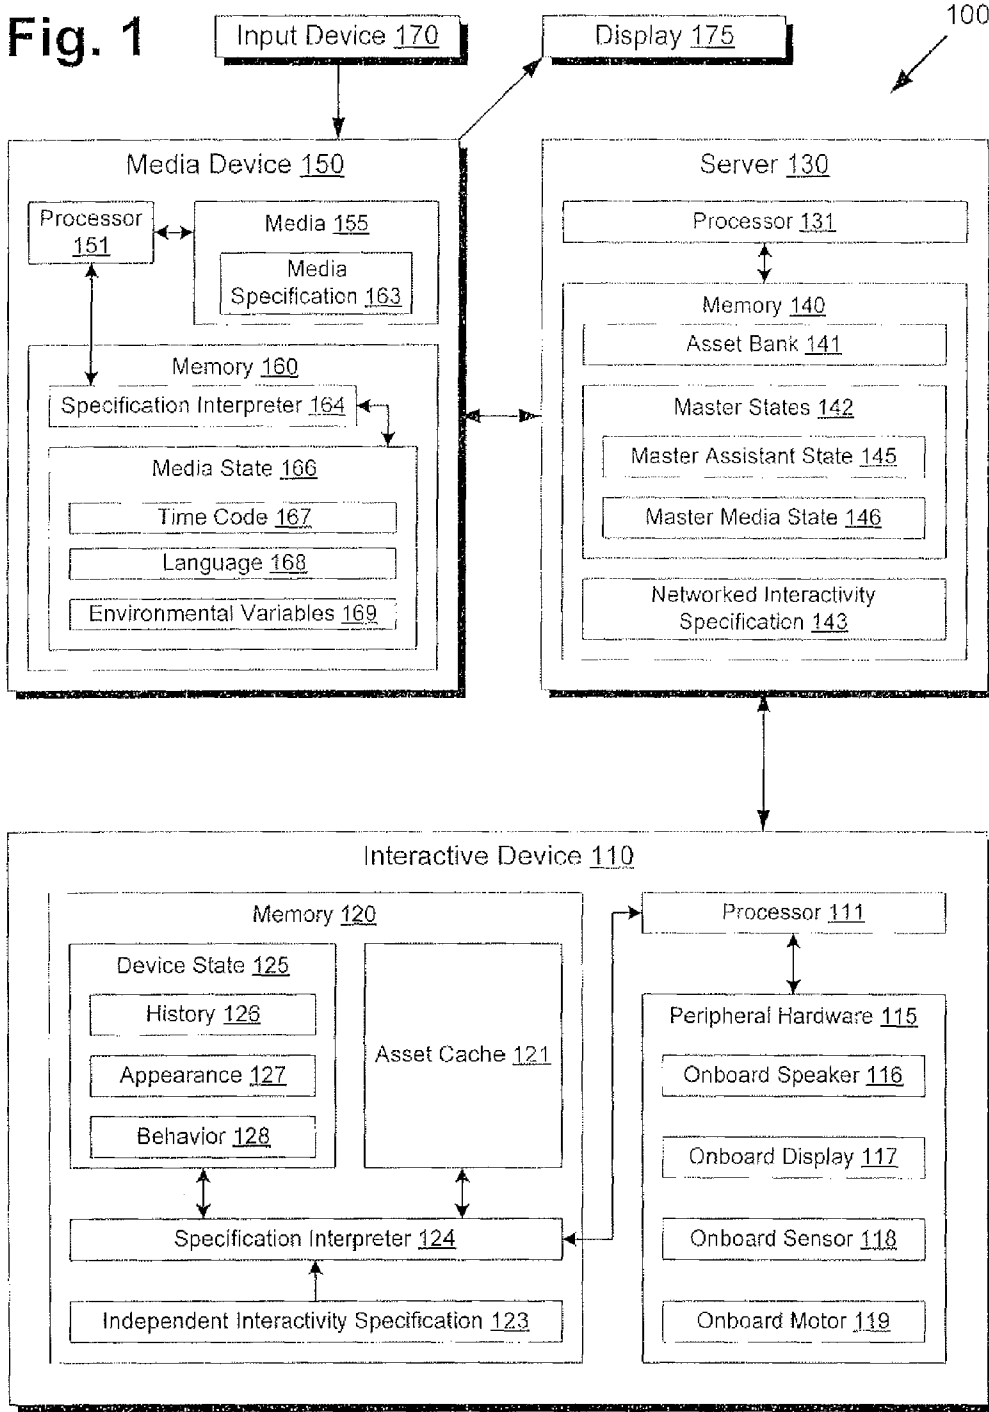 Fig. 1
Input Device 170
Display 175
100
Media Device 150
Processor
151
Media 155
Media
Specification 163
Memory 160
Specification Interpreter 164
Media State 166
Time Code 167
Language 168
Environmental Variables 169
Server 130
Processor 131
Memory 140
Asset Bank 141
Master States 142
Master Assistant State 145
Master Media State 146
Networked Interactivity
Specification 143
Interactive Device 110
Memory 120
Device State 125
History 126
Appearance 127
Behavior 128
Asset Cache 121
Specification Interpreter 124
Independent Interactivity Specification 123
Processor 111
Peripheral Hardware 115
Onboard Speaker 116
Onboard Display 117
Onboard Sensor 118
Onboard Motor 119